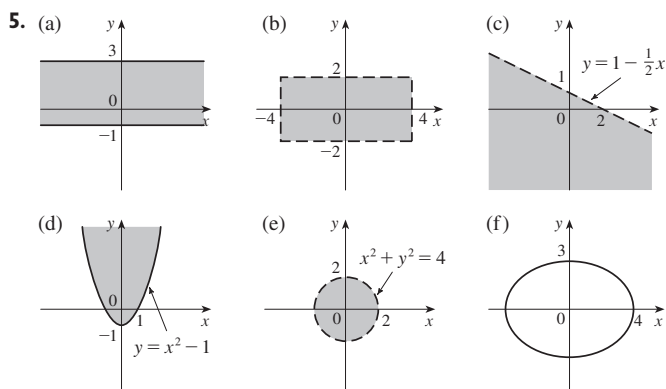 5. (a)
y
3
0
−1
x
(b)
y
2
−4
0
4 x
−2
(c)
y
y = 1 − ½x
1
0
2
x
(d)
y
0
1
x
−1
y = x² − 1
(e)
y
x² + y² = 4
2
0
2
x
(f)
y
3
0
4 x